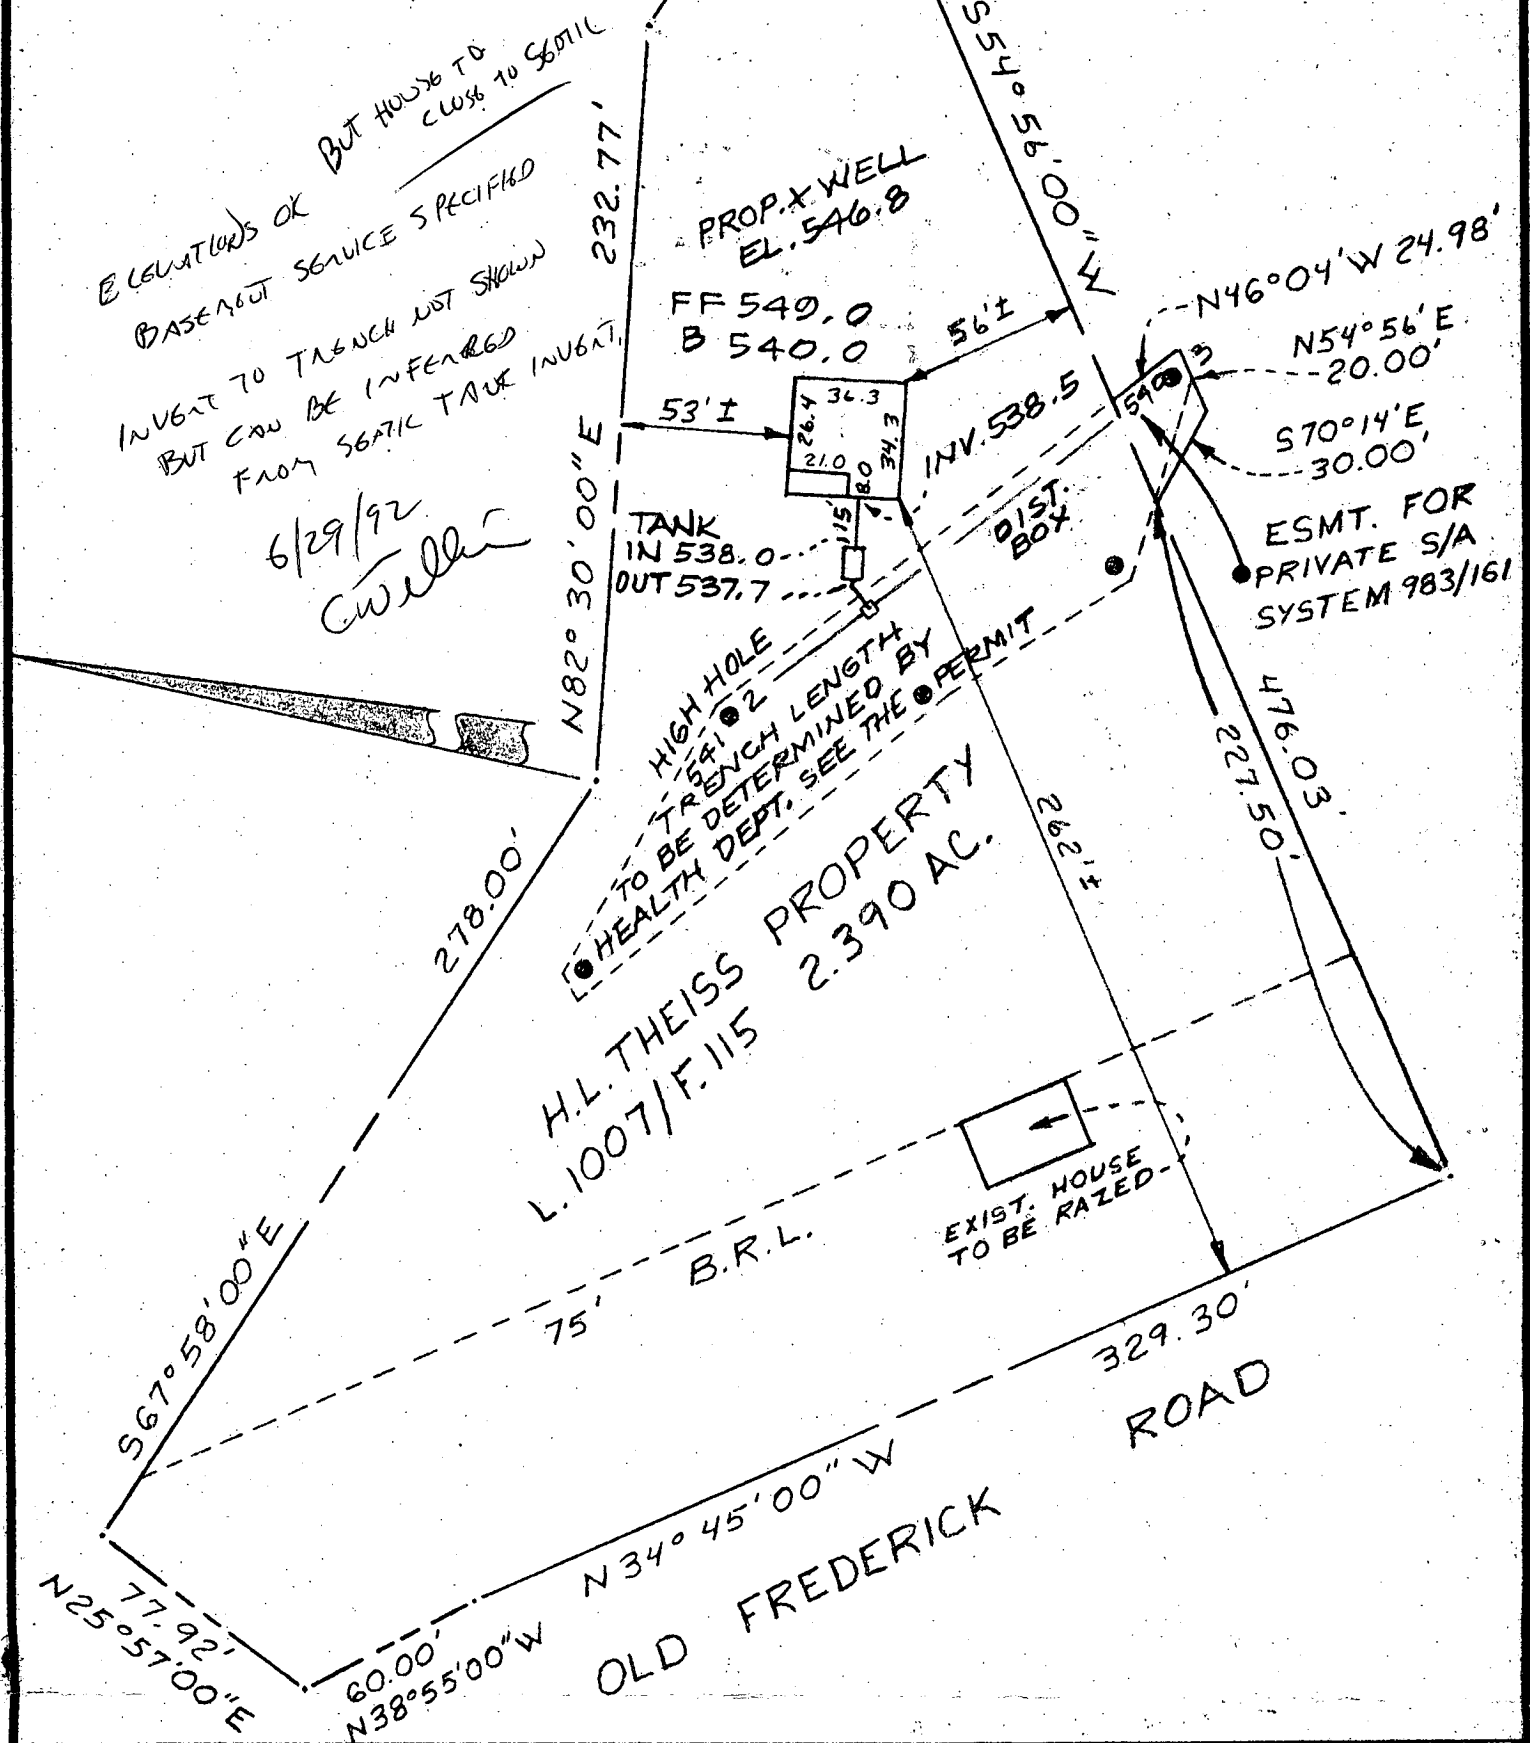 BUT HOUSE TO
CLOSE TO SEPTIC
ELEVATIONS OK
BASEMENT SERVICE SPECIFIED
INVERT TO TRENCH NOT SHOWN
BUT CAN BE INFERRED
FROM SEPTIC TANK INVERT.
6/29/92
232.77'
N82° 30' 00" E
S54° 56' 00" W
PROP. X WELL
EL. 546.8
FF 549.0
B 540.0
56'±
53'±
36.3
26.4
34.3
21.0
8.0
INV. 538.5
N46°04'W 24.98'
N54°56'E
20.00'
S70°14'E
30.00'
540
3
ESMT. FOR
PRIVATE S/A
SYSTEM 983/161
TANK
IN 538.0
OUT 537.7
15'
DIST.
BOX
HIGH HOLE
541 2
TRENCH LENGTH
TO BE DETERMINED BY
HEALTH DEPT. SEE THE PERMIT
476.03'
227.50'
262'±
278.00'
S67° 58' 00" E
H.L. THEISS PROPERTY
L.1007/F.115 2.390 AC.
EXIST. HOUSE
TO BE RAZED
B.R.L.
75'
329.30'
N34° 45' 00" W
OLD FREDERICK ROAD
77.92'
N25°57'00"E
60.00'
N38°55'00"W